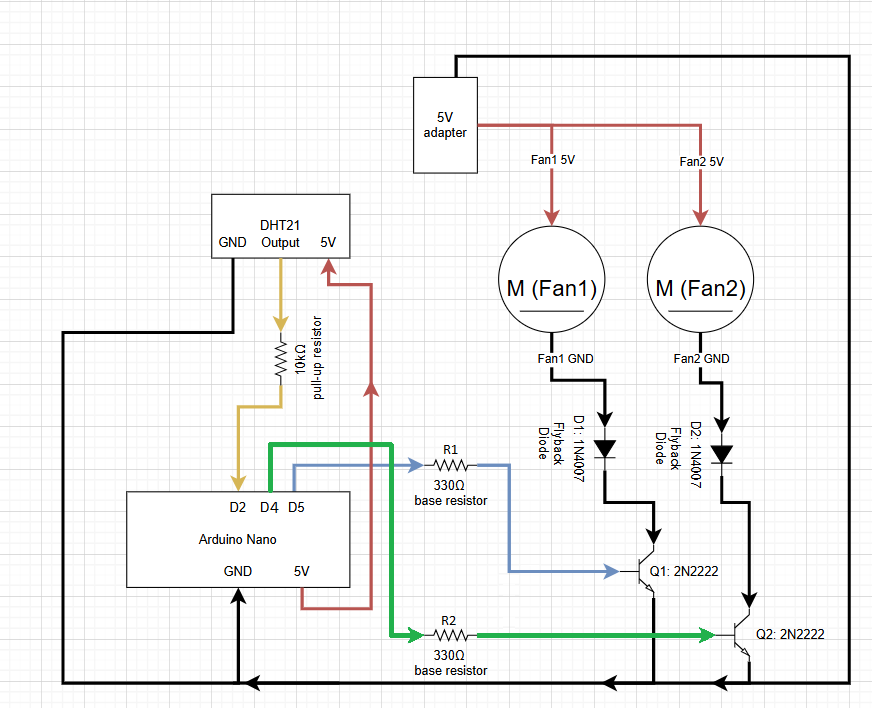 5V
adapter
Fan1 5V
Fan2 5V
DHT21
GND Output 5V
M (Fan1)
M (Fan2)
10kΩ
pull-up resistor
Fan1 GND
Fan2 GND
D1: 1N4007
Flyback
Diode
D2: 1N4007
Flyback
Diode
R1
330Ω
base resistor
D2 D4 D5
Arduino Nano
GND 5V
Q1: 2N2222
R2
330Ω
base resistor
Q2: 2N2222